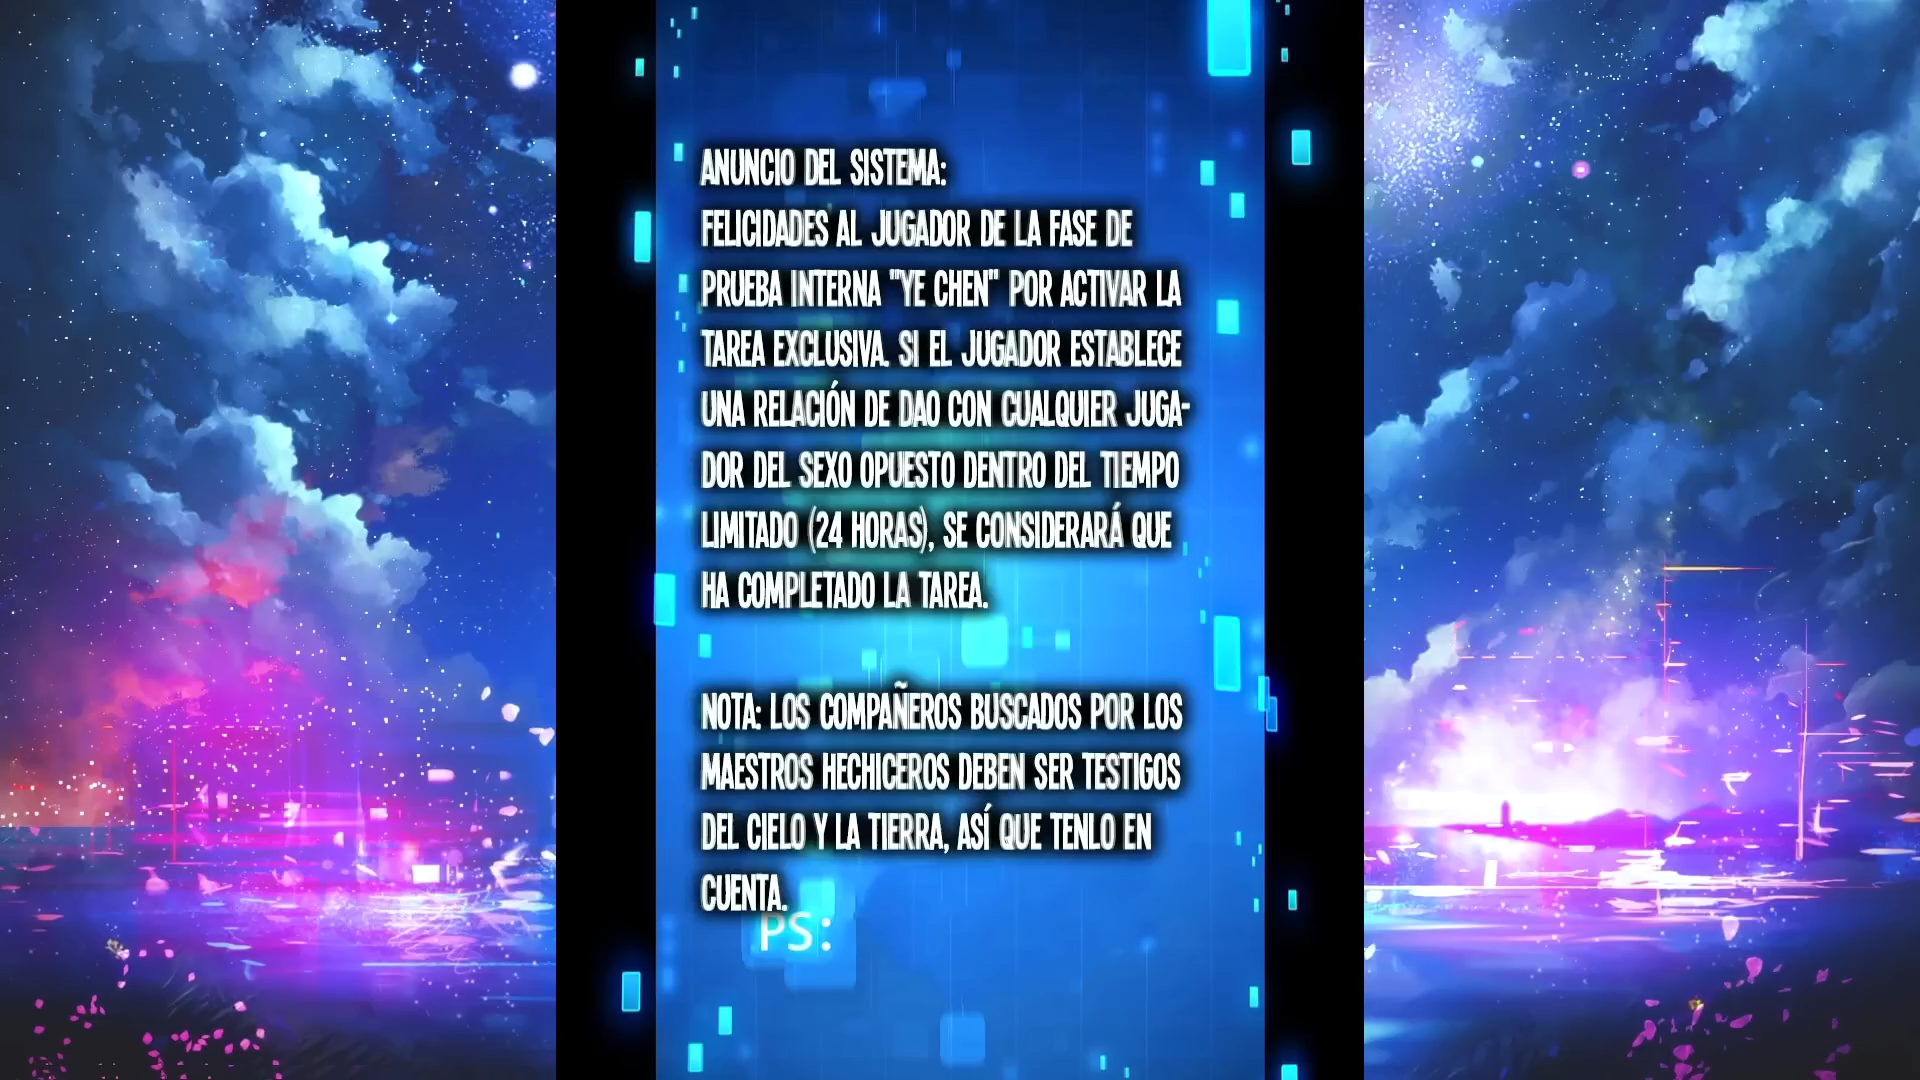 ANUNCIO DEL SISTEMA:
FELICIDADES AL JUGADOR DE LA FASE DE
PRUEBA INTERNA "YE CHEN" POR ACTIVAR LA
TAREA EXCLUSIVA. SI EL JUGADOR ESTABLECE
UNA RELACIÓN DE DAO CON CUALQUIER JUGA-
DOR DEL SEXO OPUESTO DENTRO DEL TIEMPO
LIMITADO (24 HORAS), SE CONSIDERARÁ QUE
HA COMPLETADO LA TAREA.
NOTA: LOS COMPAÑEROS BUSCADOS POR LOS
MAESTROS HECHICEROS DEBEN SER TESTIGOS
DEL CIELO Y LA TIERRA, ASÍ QUE TENLO EN
CUENTA.
PS: